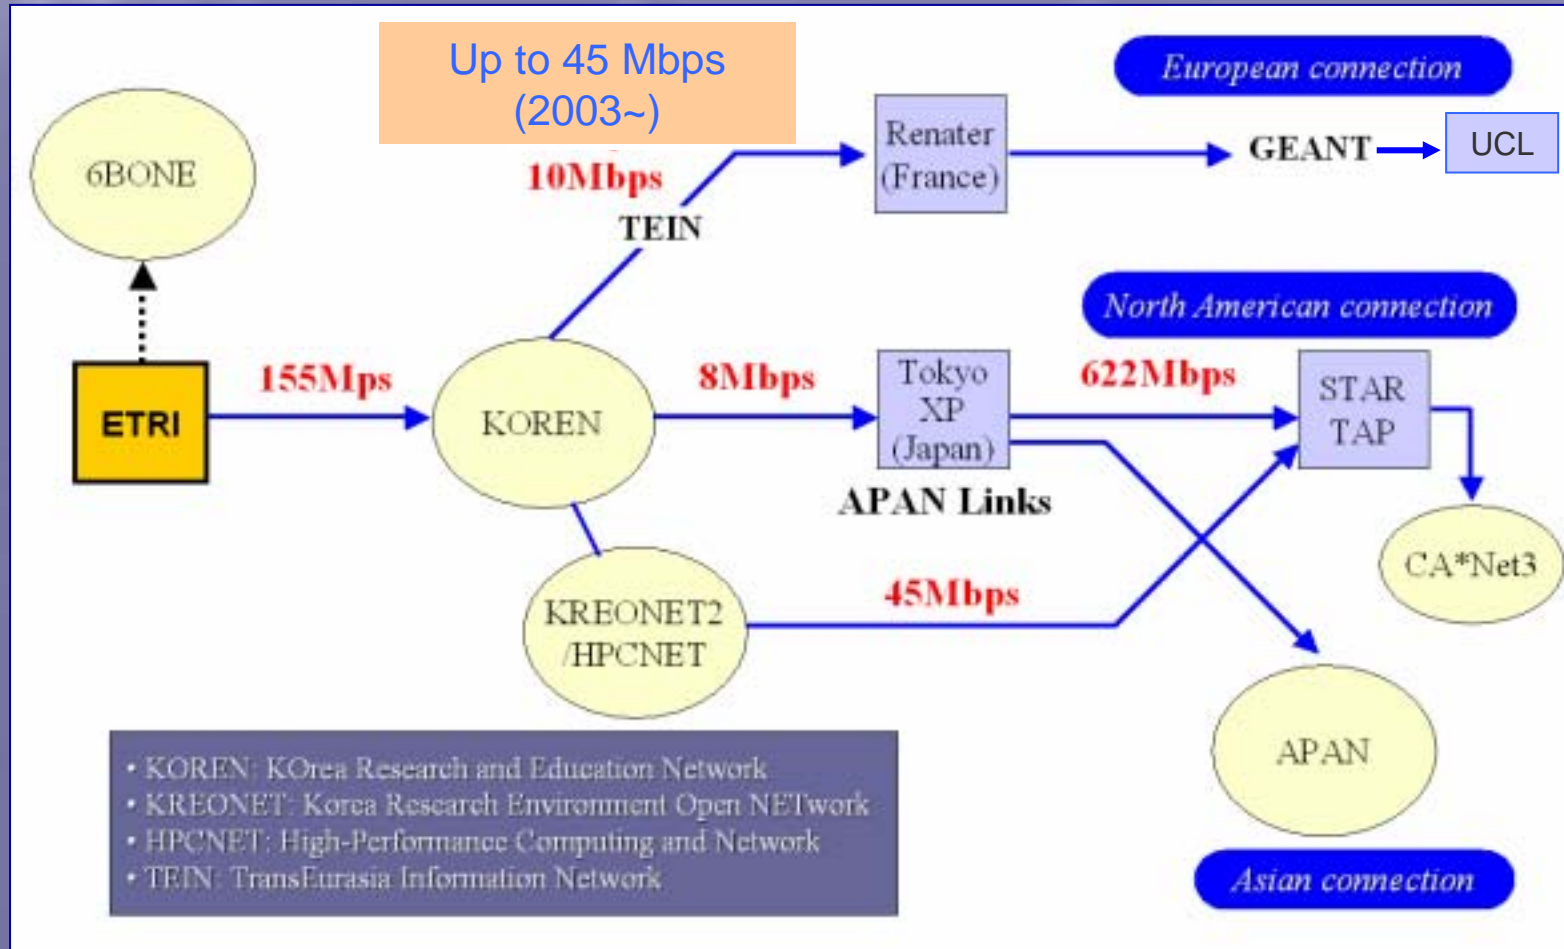 Up to 45 Mbps
(2003~)
European connection
6BONE
10Mbps
TEIN
Renater
(France)
GEANT
UCL
North American connection
ETRI
155Mps
KOREN
8Mbps
Tokyo
XP
(Japan)
APAN Links
622Mbps
STAR
TAP
CA*Net3
KREONET2
/HPCNET
45Mbps
APAN
Asian connection
• KOREN: KOrea Research and Education Network
• KREONET: Korea Research Environment Open NETwork
• HPCNET: High-Performance Computing and Network
• TEIN: TransEurasia Information Network